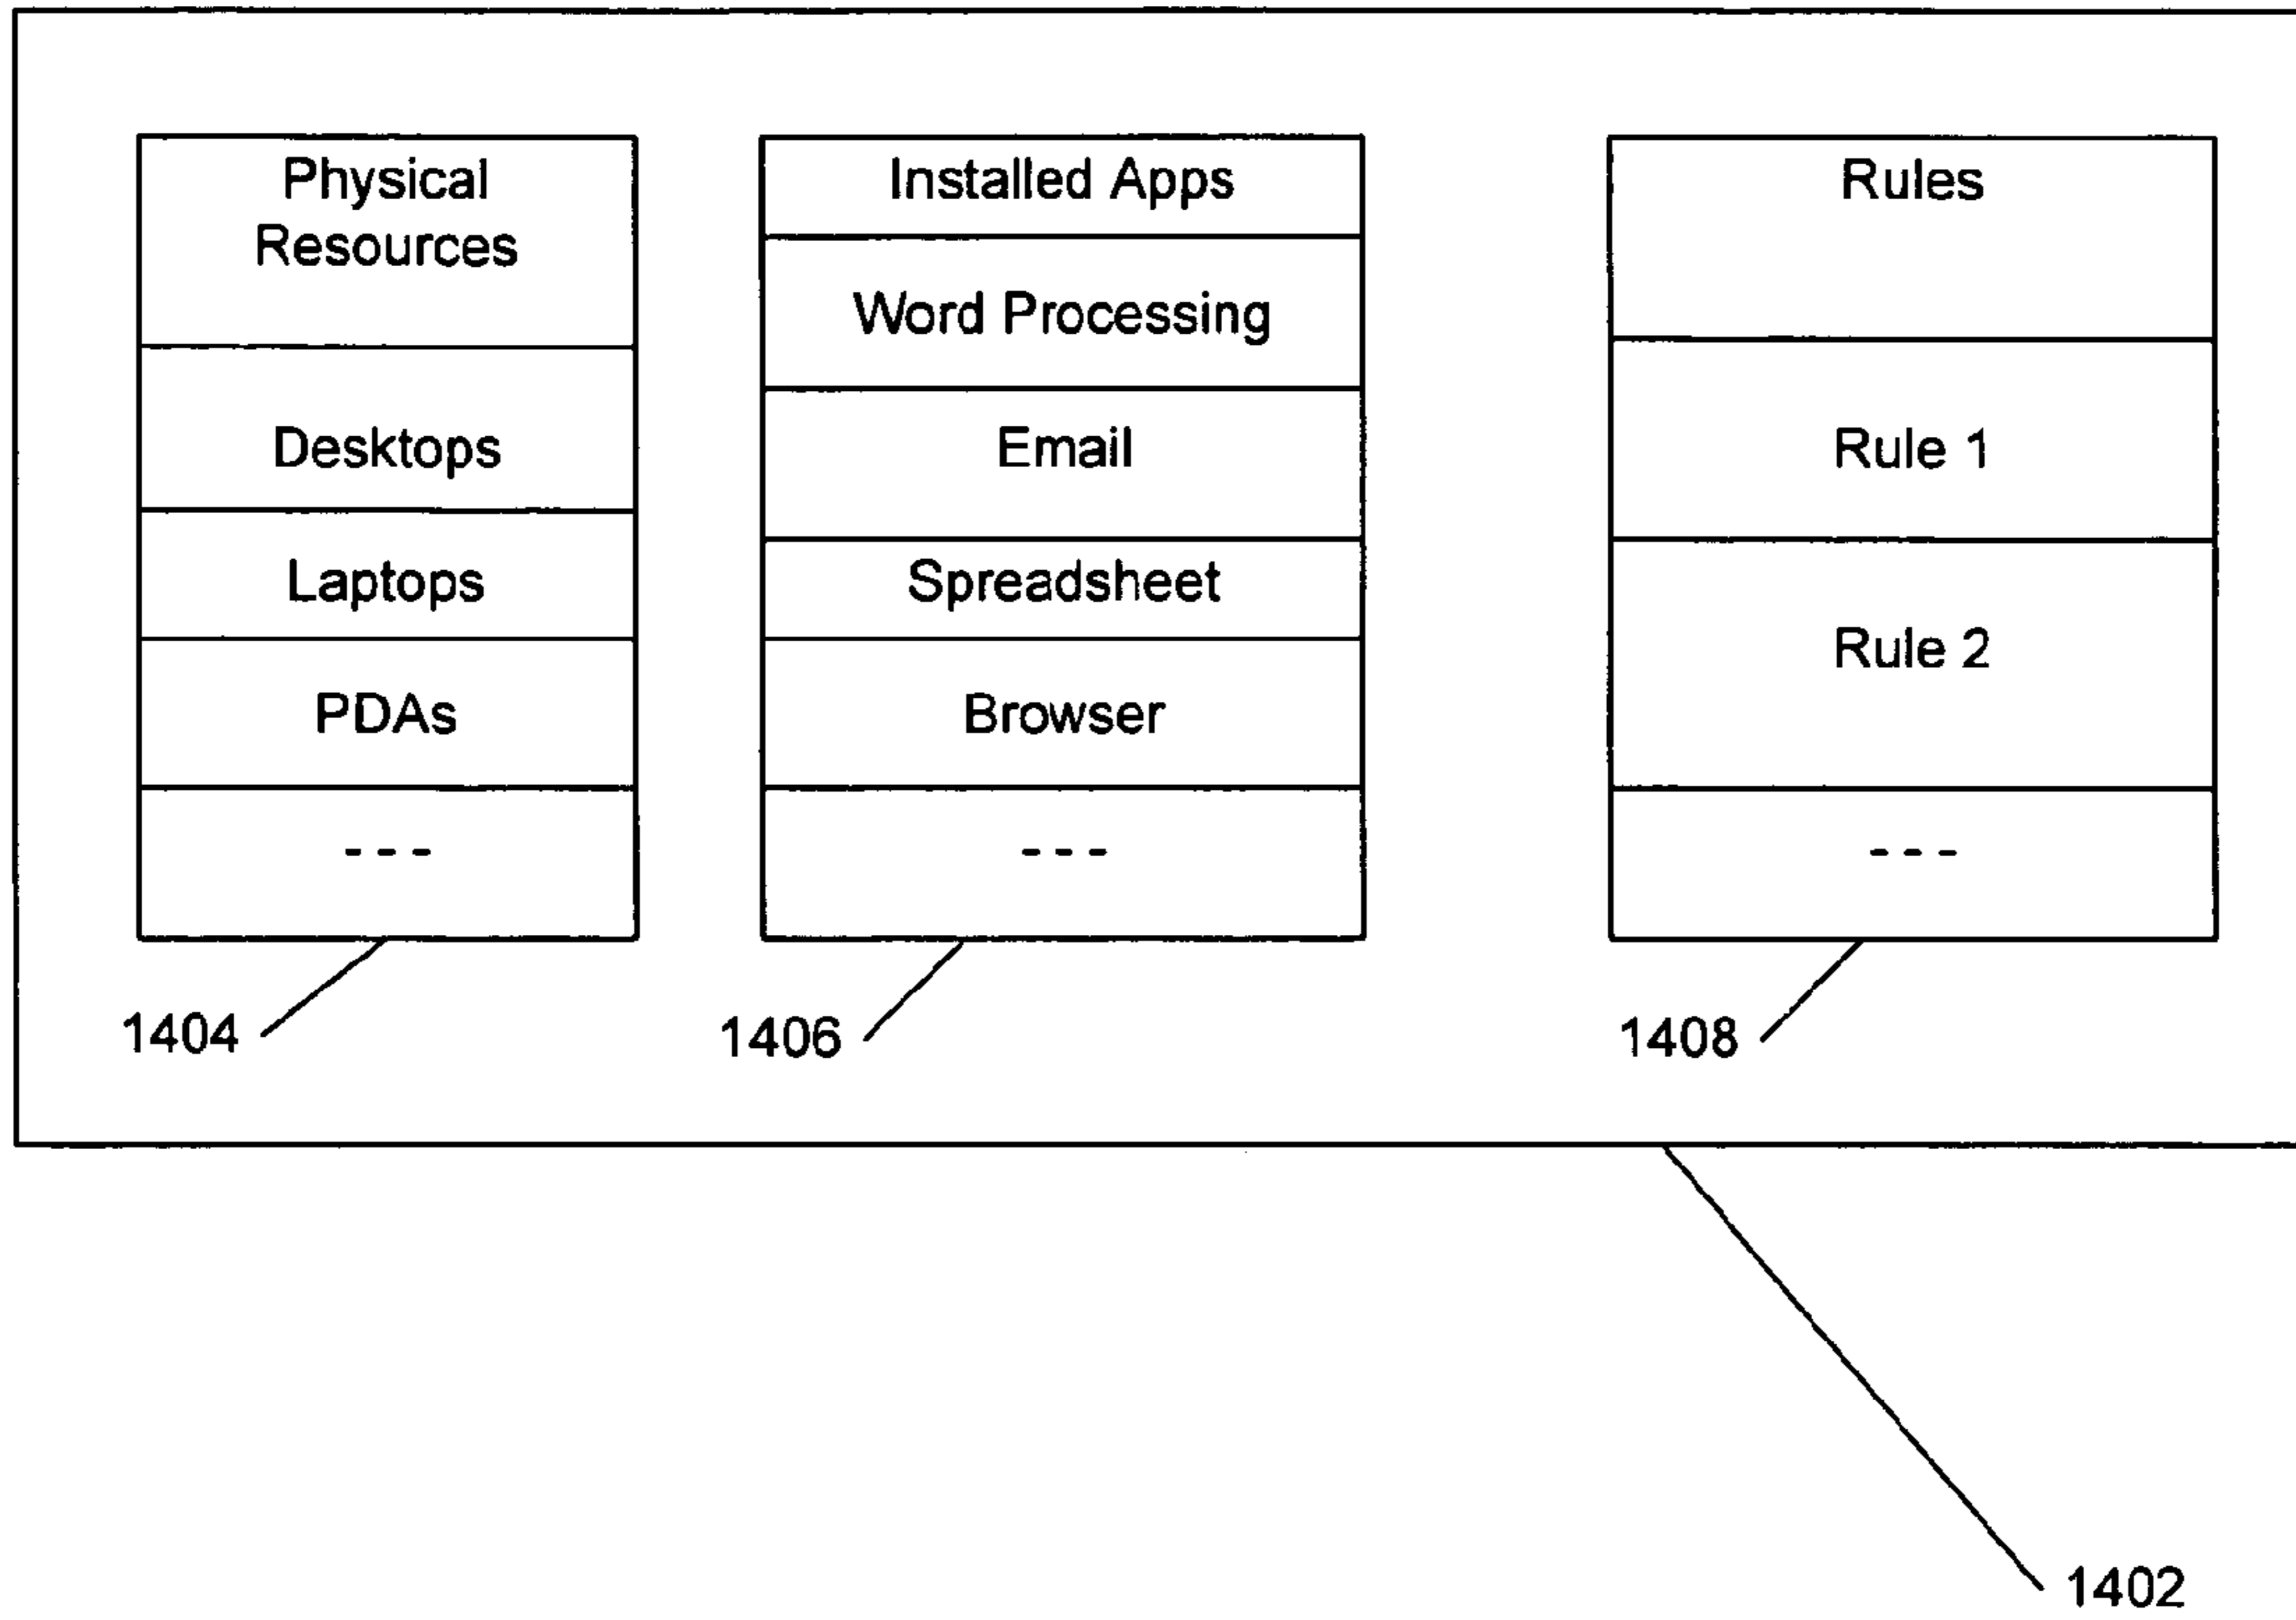 Physical
Resources
Desktops
Laptops
PDAs
- - -
1404
Installed Apps
Word Processing
Email
Spreadsheet
Browser
- - -
1406
Rules
Rule 1
Rule 2
- - -
1408
1402